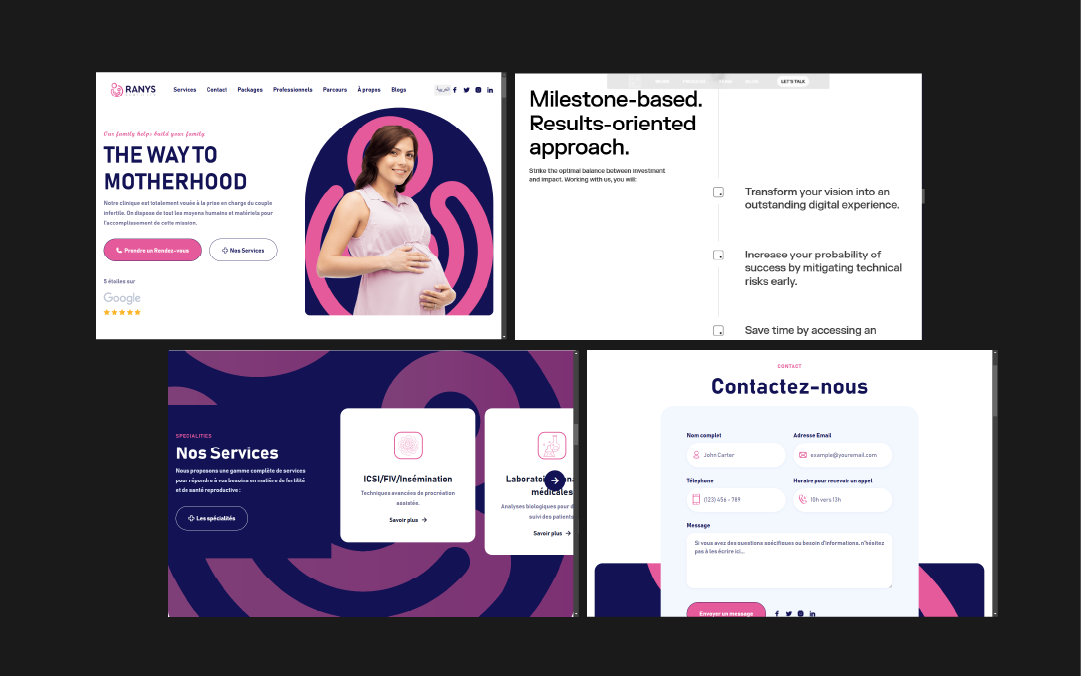 RANYS
Services Contact Packages Professionnels Parcours À propos Blogs العربية
Our family helps build your family
THE WAY TO
MOTHERHOOD
Notre clinique est totalement vouée à la prise en charge du couple
infertile. On dispose de tout les moyens humains et matériels pour
l'accomplissement de cette mission.
Prendre un Rendez-vous
Nos Services
5 étoiles sur
Google
LET'S TALK
Milestone-based.
Results-oriented
approach.
Strike the optimal balance between investment
and impact. Working with us, you will:
Transform your vision into an
outstanding digital experience.
Increase your probability of
success by mitigating technical
risks early.
Save time by accessing an
SPECIALITIES
Nos Services
Nous proposons une gamme complète de services
pour répondre à vos besoins en matière de fertilité
et de santé reproductive :
Les spécialités
ICSI/FIV/Insémination
Techniques avancées de procréation
assistée.
Savoir plus
médicales
Analyses biologiques pour
suivi des patients
Savoir plus
CONTACT
Contactez-nous
Nom complet
Adresse Email
John Carter
example@youremail.com
Téléphone
Horaire pour recevoir un appel
(123) 456 - 789
10h vers 13h
Message
Si vous avez des questions spécifiques ou besoin d'informations, n'hésitez
pas à les écrire ici...
Envoyer un message